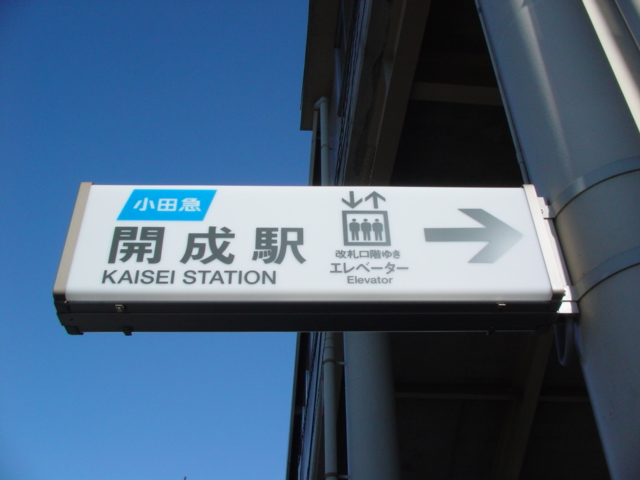 小田急
開成駅
KAISEI STATION
改札口階ゆき
エレベーター
Elevator